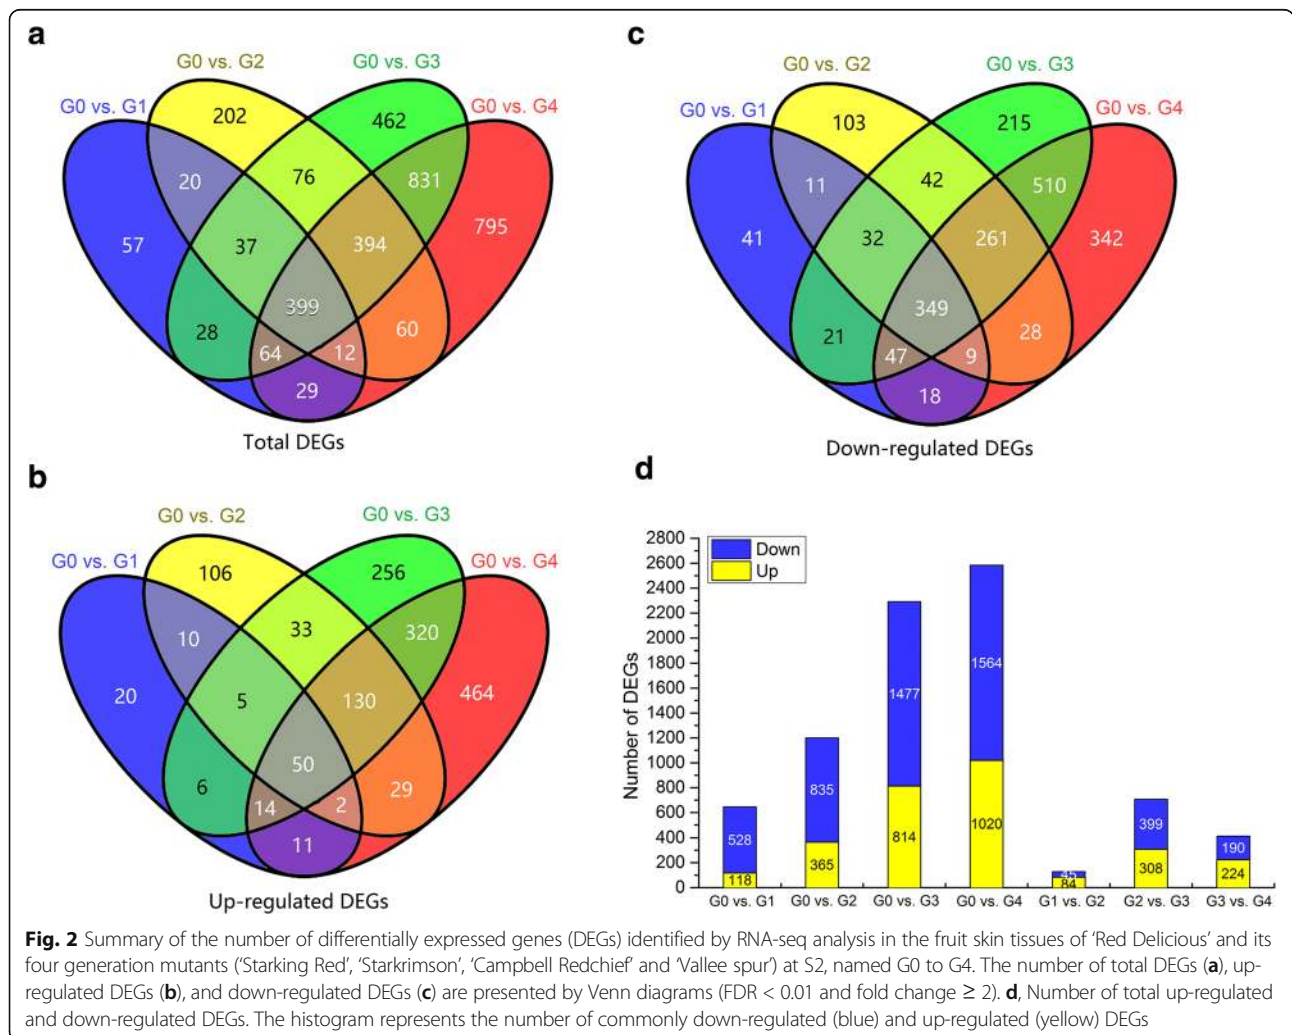 a
G0 vs. G2
G0 vs. G3
G0 vs. G1
G0 vs. G4
202
462
20
76
831
57
37
394
795
399
28
64
12
60
29
Total DEGs
c
G0 vs. G2
G0 vs. G3
G0 vs. G1
G0 vs. G4
103
215
11
42
510
41
32
261
342
349
21
47
9
28
18
Down-regulated DEGs
b
G0 vs. G2
G0 vs. G3
G0 vs. G1
G0 vs. G4
106
256
10
33
320
20
5
130
464
50
6
14
2
29
11
Up-regulated DEGs
d
Number of DEGs
2800
2600
2400
2200
2000
1800
1600
1400
1200
1000
800
600
400
200
0
Down
Up
528
118
835
365
1477
814
1564
1020
45
84
399
308
190
224
G0 vs. G1 G0 vs. G2 G0 vs. G3 G0 vs. G4 G1 vs. G2 G2 vs. G3 G3 vs. G4
Fig. 2 Summary of the number of differentially expressed genes (DEGs) identified by RNA-seq analysis in the fruit skin tissues of ‘Red Delicious’ and its
four generation mutants (‘Starking Red’, ‘Starkrimson’, ‘Campbell Redchief’ and ‘Vallee spur’) at S2, named G0 to G4. The number of total DEGs (a), up-
regulated DEGs (b), and down-regulated DEGs (c) are presented by Venn diagrams (FDR < 0.01 and fold change ≥ 2). d, Number of total up-regulated
and down-regulated DEGs. The histogram represents the number of commonly down-regulated (blue) and up-regulated (yellow) DEGs